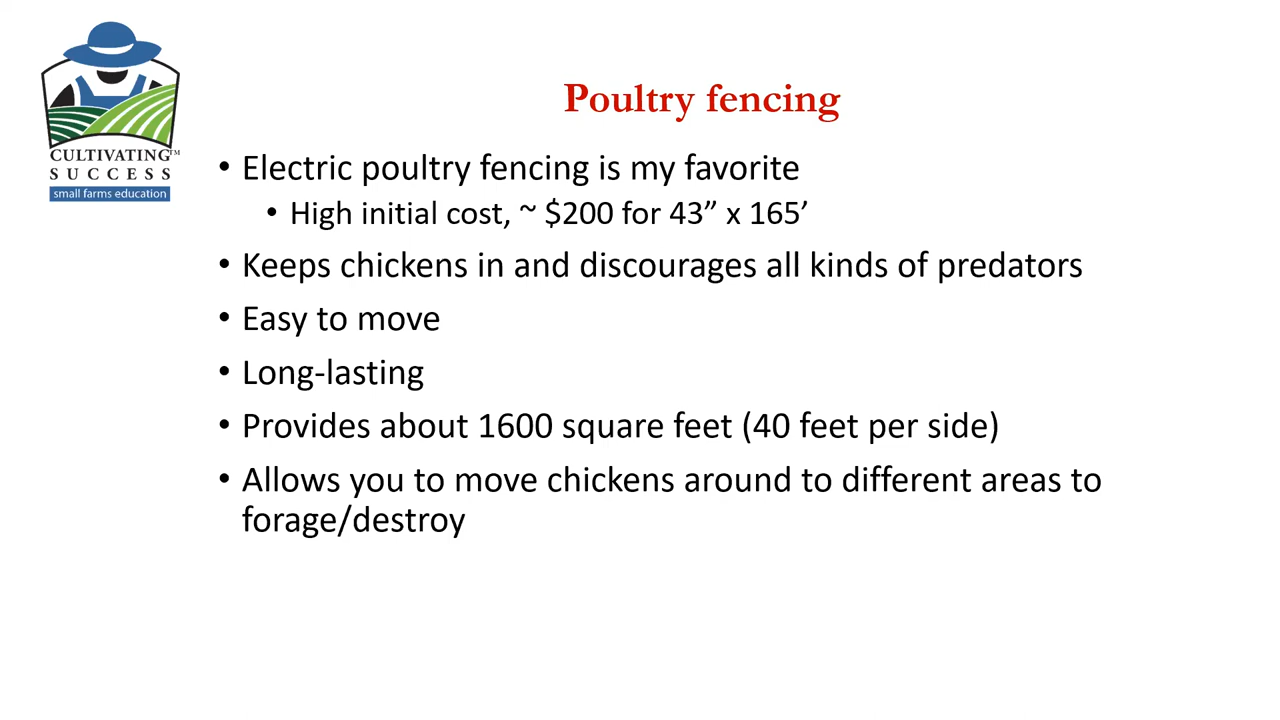 CULTIVATING™
SUCCESS
small farms education
Poultry fencing
• Electric poultry fencing is my favorite
• High initial cost, ~ $200 for 43” x 165’
• Keeps chickens in and discourages all kinds of predators
• Easy to move
• Long-lasting
• Provides about 1600 square feet (40 feet per side)
• Allows you to move chickens around to different areas to
forage/destroy